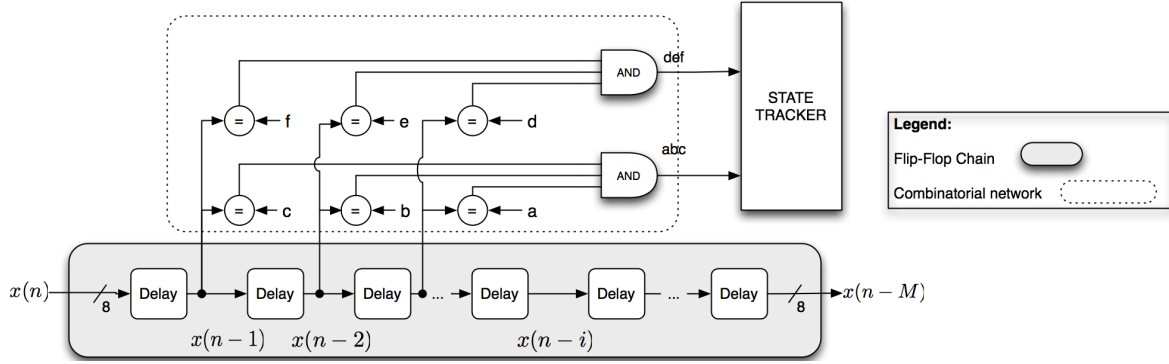 def
AND
STATE
TRACKER
= f = e = d
Legend:
Flip-Flop Chain
Combinatorial network
abc
AND
= c = b = a
x(n) 8 Delay Delay Delay ... Delay Delay ... Delay 8 x(n − M)
x(n − 1) x(n − 2) x(n − i)